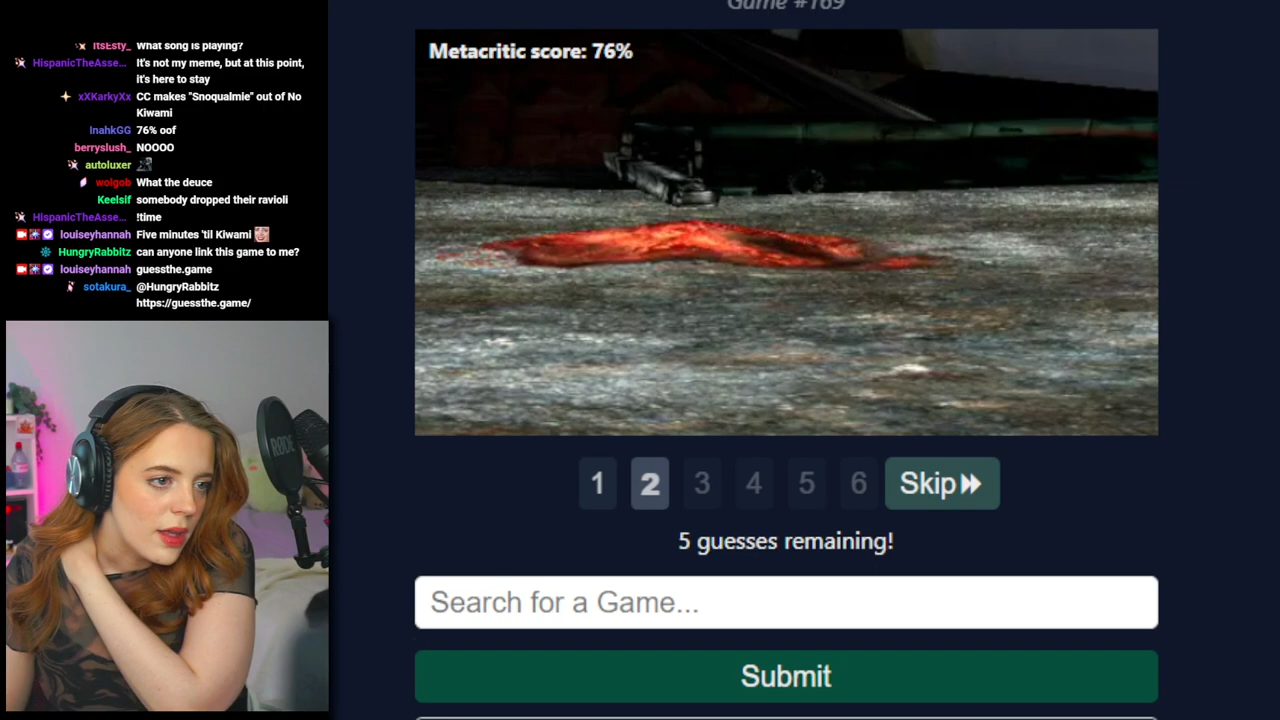 ItsEsty_ What song is playing?
HispanicTheAsse... It's not my meme, but at this point,
it's here to stay
xXKarkyXx CC makes "Snoqualmie" out of No
Kiwami
InahkGG 76% oof
berryslush_ NOOOO
autoluxer
wolgob What the deuce
Keelsif somebody dropped their ravioli
HispanicTheAsse... !time
louiseyhannah Five minutes 'til Kiwami
HungryRabbitz can anyone link this game to me?
louiseyhannah guessthe.game
sotakura_ @HungryRabbitz
https://guessthe.game/
RØDE
Game #169
Metacritic score: 76%
1 2 3 4 5 6 Skip
5 guesses remaining!
Search for a Game...
Submit